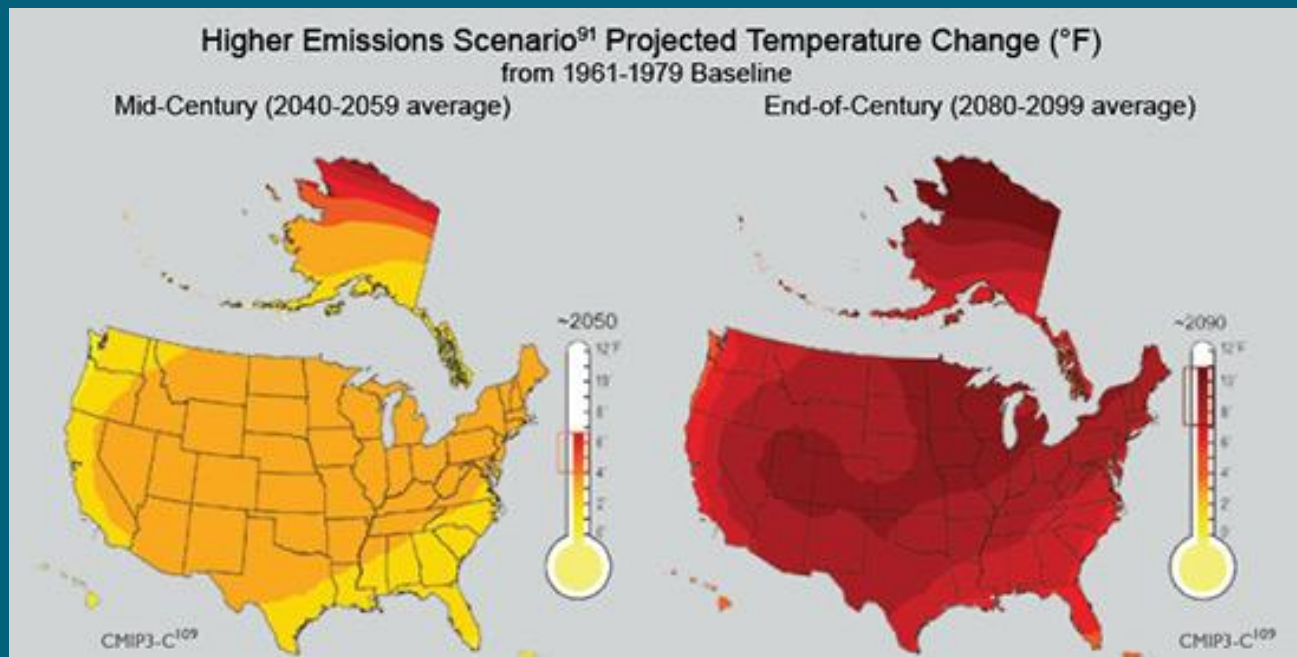 Higher Emissions Scenario⁹¹ Projected Temperature Change (°F)
from 1961-1979 Baseline
Mid-Century (2040-2059 average)
End-of-Century (2080-2099 average)
~2050
12°F
10°
8°
6°
4°
2°
0°
~2090
12°F
10°
8°
6°
4°
2°
0°
CMIP3-C¹⁰⁹
CMIP3-C¹⁰⁹